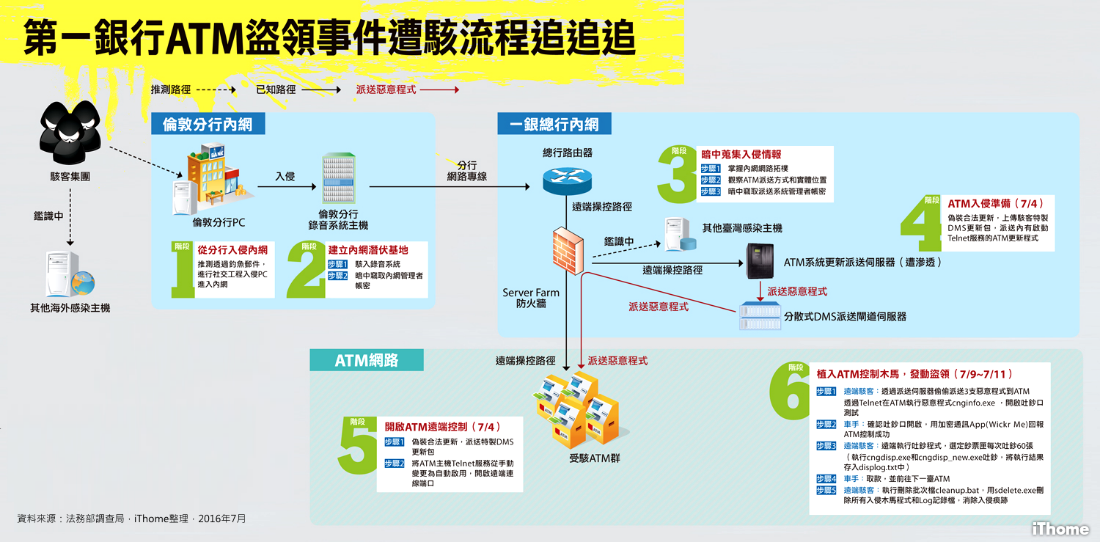 第一銀行ATM盜領事件遭駭流程追追追
推測路徑
已知路徑
派送惡意程式
駭客集團
鑑識中
其他海外感染主機
倫敦分行內網
倫敦分行PC
入侵
倫敦分行
錄音系統主機
分行
網路專線
階段
1
從分行入侵內網
推測透過釣魚郵件，
進行社交工程入侵PC
進入內網
階段
2
建立內網潛伏基地
步驟1 駭入錄音系統
步驟2 暗中竊取內網管理者
帳密
一銀總行內網
總行路由器
遠端操控路徑
階段
3
暗中蒐集入侵情報
步驟1 掌握內網網路拓樸
步驟2 觀察ATM派送方式和實體位置
步驟3 暗中竊取派送系統管理者帳密
階段
4
ATM入侵準備（7/4）
偽裝合法更新，上傳駭客特製
DMS更新包，派送內有啟動
Telnet服務的ATM更新程式
鑑識中
其他臺灣感染主機
遠端操控路徑
ATM系統更新派送伺服器（遭滲透）
派送惡意程式
Server Farm
防火牆
派送惡意程式
分散式DMS派送閘道伺服器
ATM網路
遠端操控路徑
派送惡意程式
受駭ATM群
階段
5
開啟ATM遠端控制（7/4）
步驟1 偽裝合法更新，派送特製DMS
更新包
步驟2 將ATM主機Telnet服務從手動
變更為自動啟用，開啟遠端連
線端口
階段
6
植入ATM控制木馬，發動盜領（7/9~7/11）
步驟1 遠端駭客：透過派送伺服器偷偷派送3支惡意程式到ATM
透過Telnet在ATM執行惡意程式cnginfo.exe，開啟吐鈔口
測試
步驟2 車手：確認吐鈔口開啟，用加密通訊App(Wickr Me)回報
ATM控制成功
步驟3 遠端駭客：遠端執行吐鈔程式，選定鈔票匣每次吐鈔60張
（執行cngdisp.exe和cngdisp_new.exe吐鈔，將執行結果
存入displog.txt中）
步驟4 車手：取款，並前往下一臺ATM
步驟5 遠端駭客：執行刪除批次檔cleanup.bat，用sdelete.exe刪
除所有入侵木馬程式和Log記錄檔，消除入侵痕跡
資料來源：法務部調查局，iThome整理，2016年7月
iThome